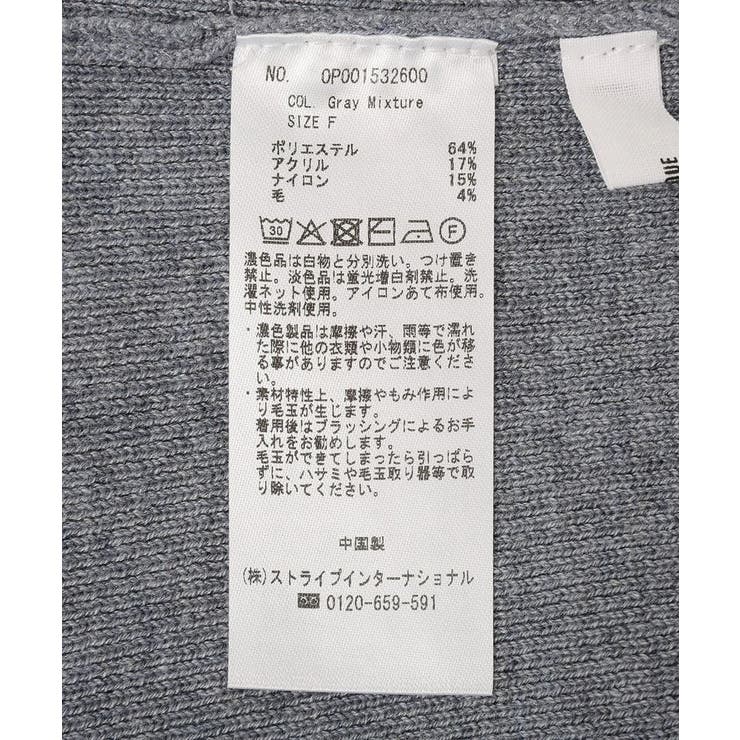 NO. OP001532600
COL. Gray Mixture
SIZE F
ポリエステル 64%
アクリル 17%
ナイロン 15%
毛 4%
30 F
濃色品は白物と分別洗い。つけ置き
禁止。淡色品は蛍光増白剤禁止。洗
濯ネット使用。アイロンあて布使用。
中性洗剤使用。
・濃色製品は摩擦や汗、雨等で濡れ
た際に他の衣類や小物類に色が移
る事がありますのでご注意くださ
い。
・素材特性上、摩擦やもみ作用によ
り毛玉が生じます。
着用後はブラッシングによるお手
入れをお勧めします。
毛玉ができてしまったら引っぱら
ずに、ハサミや毛玉取り器等で取
り除いてください。
中国製
(株)ストライプインターナショナル
0120-659-591